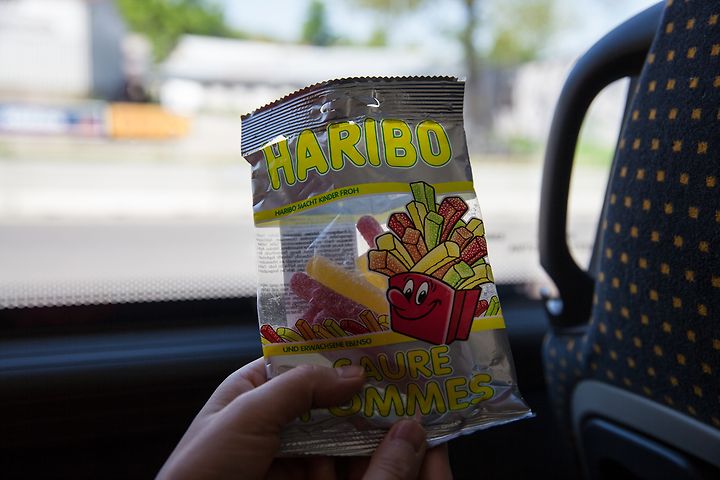 HARIBO
HARIBO MACHT KINDER FROH
UND ERWACHSENE EBENSO
SAURE
POMMES